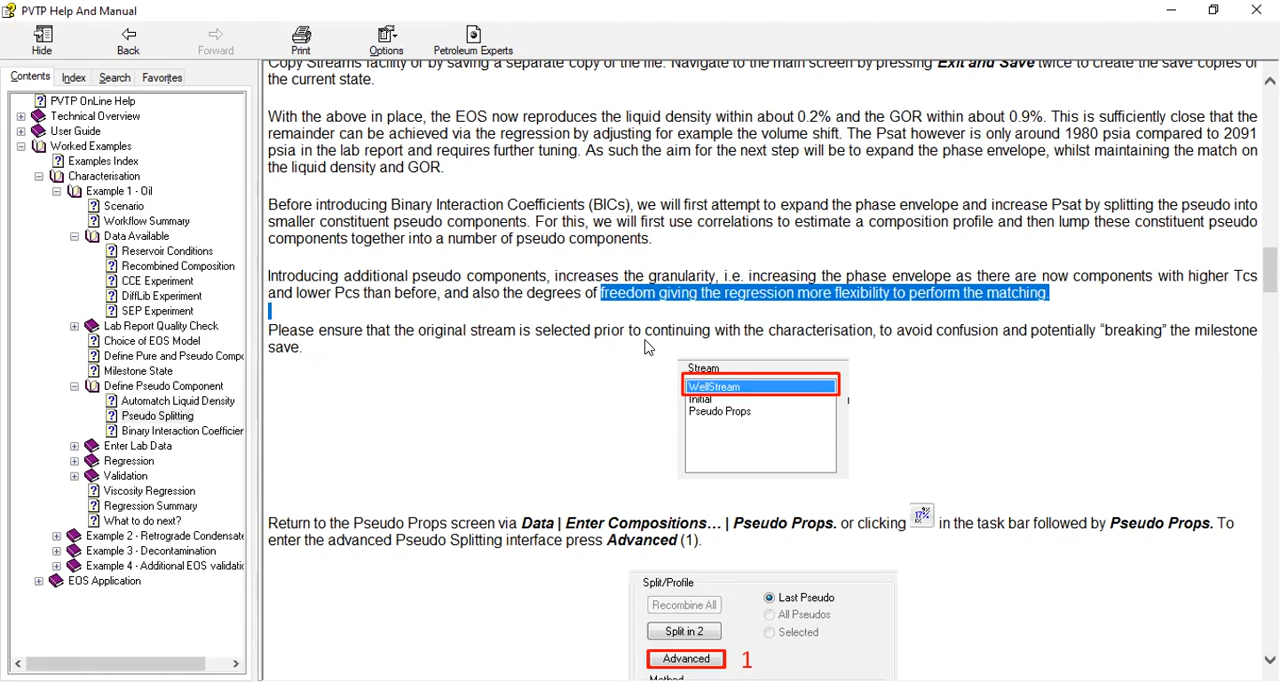 PVTP Help And Manual
Hide
Back
Forward
Print
Options
Petroleum Experts
Contents
Index
Search
Favorites
PVTP OnLine Help
Technical Overview
User Guide
Worked Examples
Examples Index
Characterisation
Example 1 - Oil
Scenario
Workflow Summary
Data Available
Reservoir Conditions
Recombined Composition
CCE Experiment
DiffLib Experiment
SEP Experiment
Lab Report Quality Check
Choice of EOS Model
Define Pure and Pseudo Compo
Milestone State
Define Pseudo Component
Automatch Liquid Density
Pseudo Splitting
Binary Interaction Coefficien
Enter Lab Data
Regression
Validation
Viscosity Regression
Regression Summary
What to do next?
Example 2 - Retrograde Condensate
Example 3 - Decontamination
Example 4 - Additional EOS validatio
EOS Application
Copy Streams facility or by saving a separate copy of the file. Navigate to the main screen by pressing Exit and Save twice to create the save copies of
the current state.
With the above in place, the EOS now reproduces the liquid density within about 0.2% and the GOR within about 0.9%. This is sufficiently close that the
remainder can be achieved via the regression by adjusting for example the volume shift. The Psat however is only around 1980 psia compared to 2091
psia in the lab report and requires further tuning. As such the aim for the next step will be to expand the phase envelope, whilst maintaining the match on
the liquid density and GOR.
Before introducing Binary Interaction Coefficients (BICs), we will first attempt to expand the phase envelope and increase Psat by splitting the pseudo into
smaller constituent pseudo components. For this, we will first use correlations to estimate a composition profile and then lump these constituent pseudo
components together into a number of pseudo components.
Introducing additional pseudo components, increases the granularity, i.e. increasing the phase envelope as there are now components with higher Tcs
and lower Pcs than before, and also the degrees of freedom giving the regression more flexibility to perform the matching.
Please ensure that the original stream is selected prior to continuing with the characterisation, to avoid confusion and potentially “breaking” the milestone
save.
Stream
WellStream
Initial
Pseudo Props
Return to the Pseudo Props screen via Data | Enter Compositions... | Pseudo Props. or clicking in the task bar followed by Pseudo Props. To
enter the advanced Pseudo Splitting interface press Advanced (1).
Split/Profile
Recombine All
Split in 2
Advanced
1
Last Pseudo
All Pseudos
Selected
Method